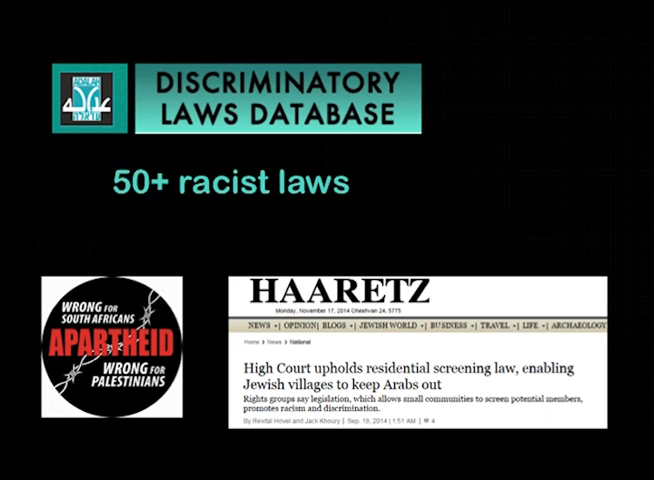 ADALAH
عدالة
עדאלה
DISCRIMINATORY
LAWS DATABASE
50+ racist laws
WRONG FOR
SOUTH AFRICANS
APARTHEID
WRONG FOR
PALESTINIANS
HAARETZ
Monday, November 17, 2014 Cheshvan 24, 5775
NEWS OPINION BLOGS JEWISH WORLD BUSINESS TRAVEL LIFE ARCHAEOLOGY
Home > News > National
High Court upholds residential screening law, enabling
Jewish villages to keep Arabs out
Rights groups say legislation, which allows small communities to screen potential members,
promotes racism and discrimination.
By Revital Hovel and Jack Khoury | Sep. 18, 2014 | 1:51 AM | 4